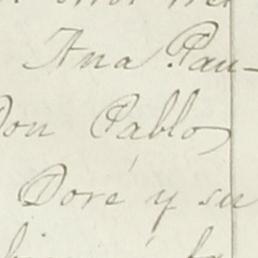 Ana Pau-
Don Pablo
Doré y su